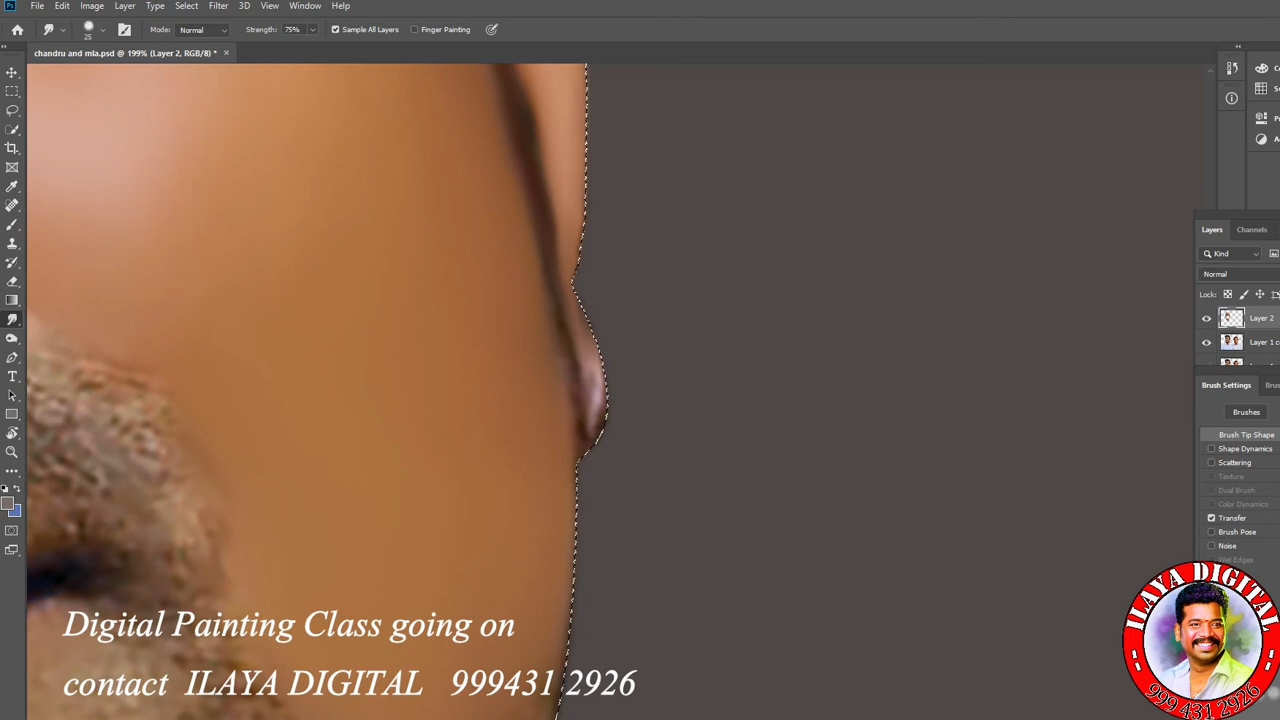 File Edit Image Layer Type Select Filter 3D View Window Help
25 Mode: Normal Strength: 75% Sample All Layers Finger Painting
chandru and mla.psd @ 199% (Layer 2, RGB/8) * ×
Layers Channels
Kind
Normal
Lock:
Layer 2
Layer 1 c
Brush Settings
Brushes
Brush Tip Shape
Shape Dynamics
Scattering
Texture
Dual Brush
Color Dynamics
Transfer
Brush Pose
Noise
Wet Edges
Digital Painting Class going on
contact ILAYA DIGITAL 999431 2926
ILAYA DIGITAL
999 431 2926